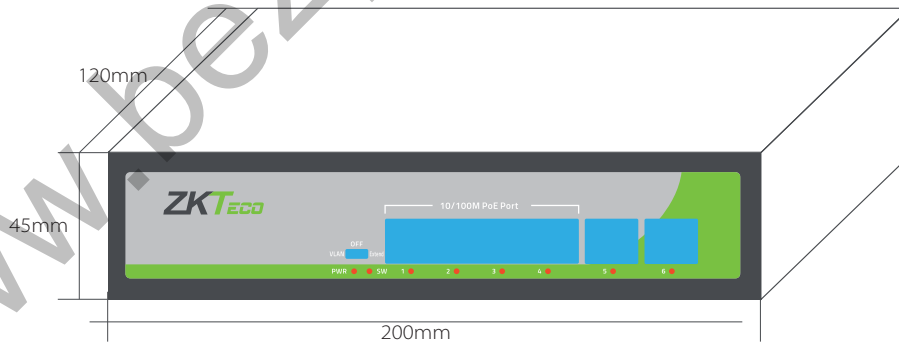 www.bez
120mm
ZKTECO
10/100M PoE Port
45mm
OFF
VLAN Extend
PWR SW 1 2 3 4 5 6
200mm